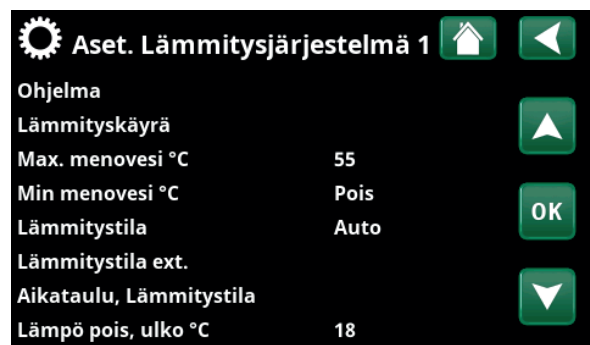 Aset. Lämmitysjärjestelmä 1
Ohjelma
Lämmityskäyrä
Max. menovesi °C 55
Min menovesi °C Pois
OK
Lämmitystila Auto
Lämmitystila ext.
Aikataulu, Lämmitystila
Lämpö pois, ulko °C 18